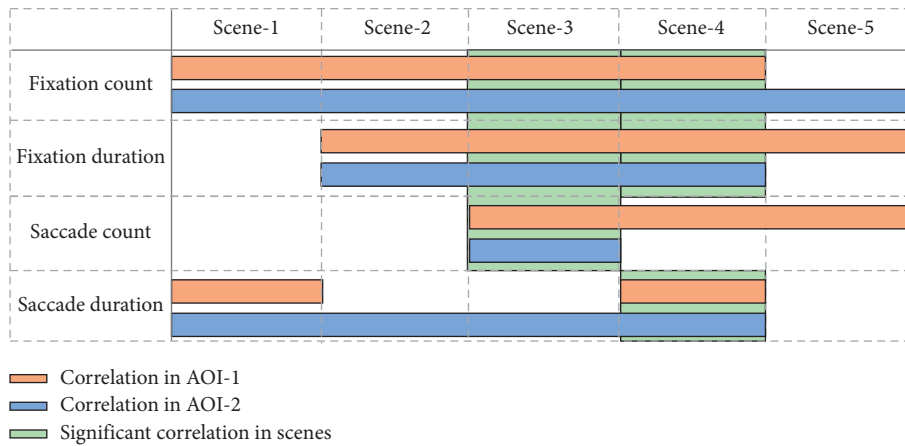 Scene-1 Scene-2 Scene-3 Scene-4 Scene-5
Fixation count
Fixation duration
Saccade count
Saccade duration
Correlation in AOI-1
Correlation in AOI-2
Significant correlation in scenes